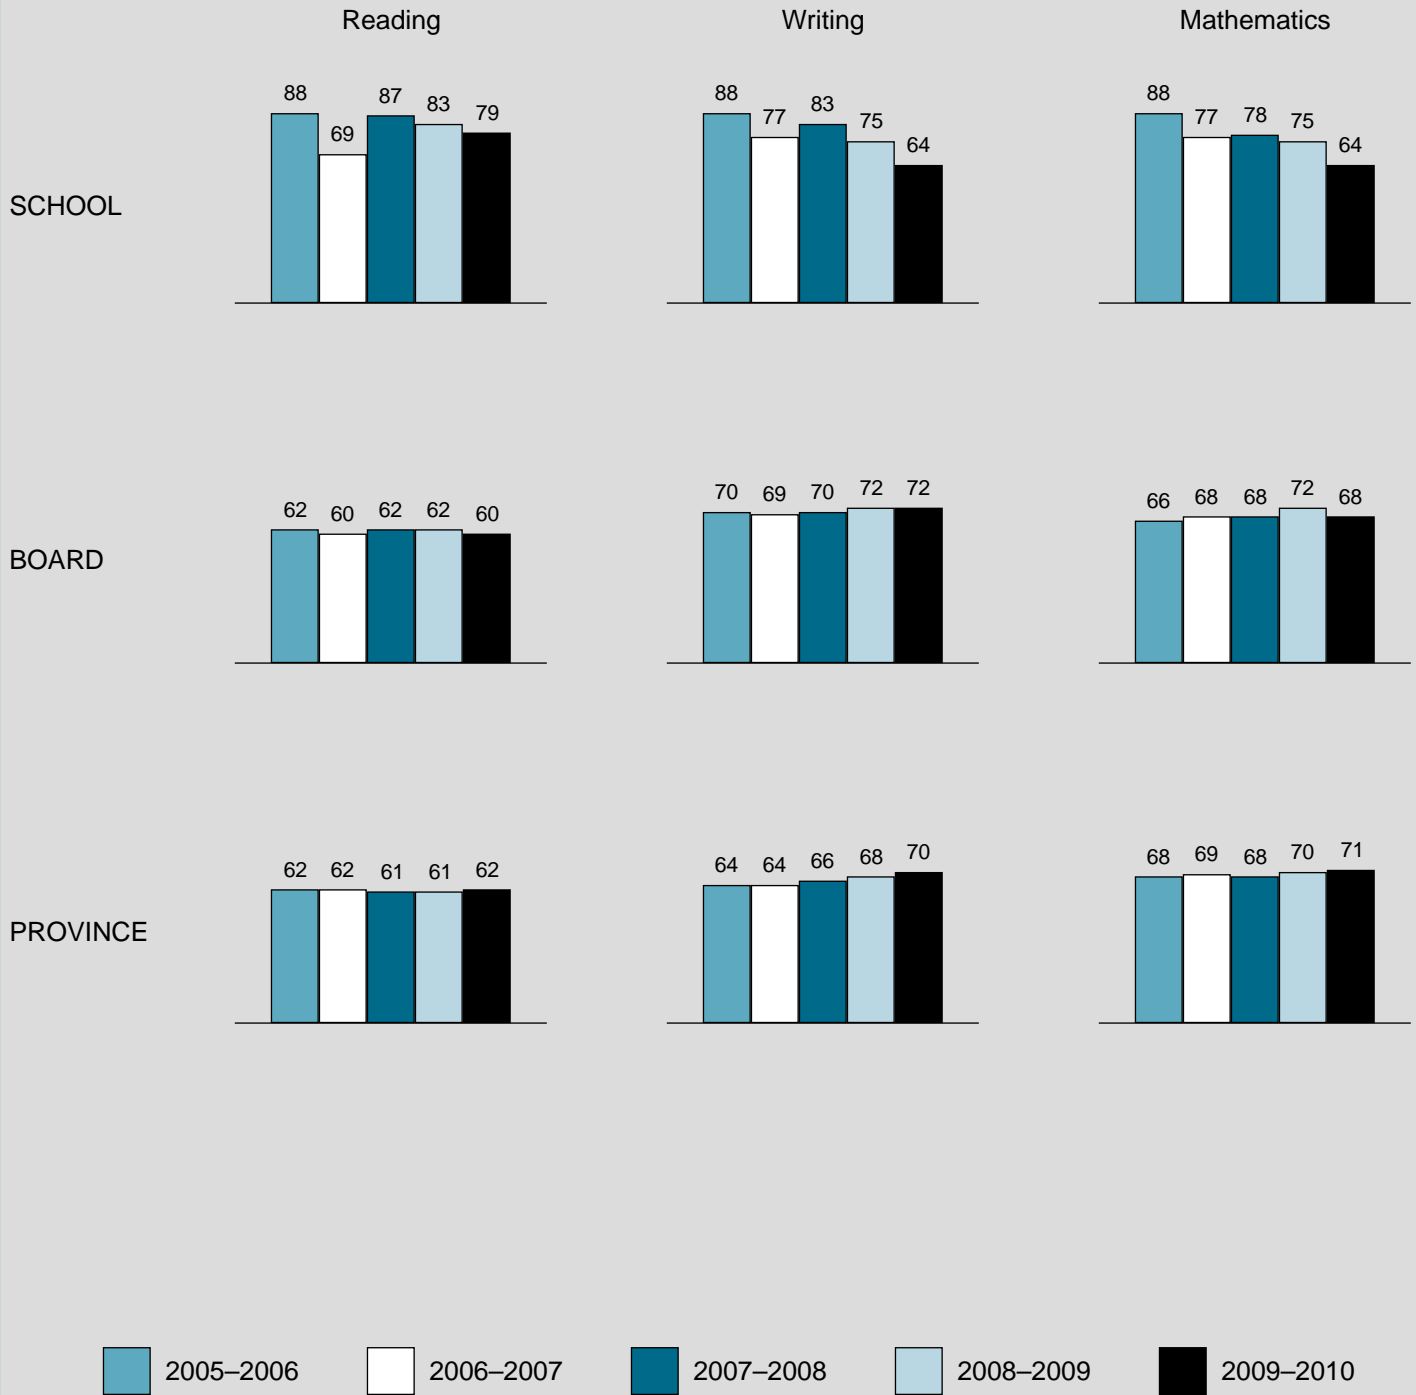 Reading Writing Mathematics
88 69 87 83 79 88 77 83 75 64 88 77 78 75 64
SCHOOL
62 60 62 62 60 70 69 70 72 72 66 68 68 72 68
BOARD
62 62 61 61 62 64 64 66 68 70 68 69 68 70 71
PROVINCE
2005–2006 2006–2007 2007–2008 2008–2009 2009–2010